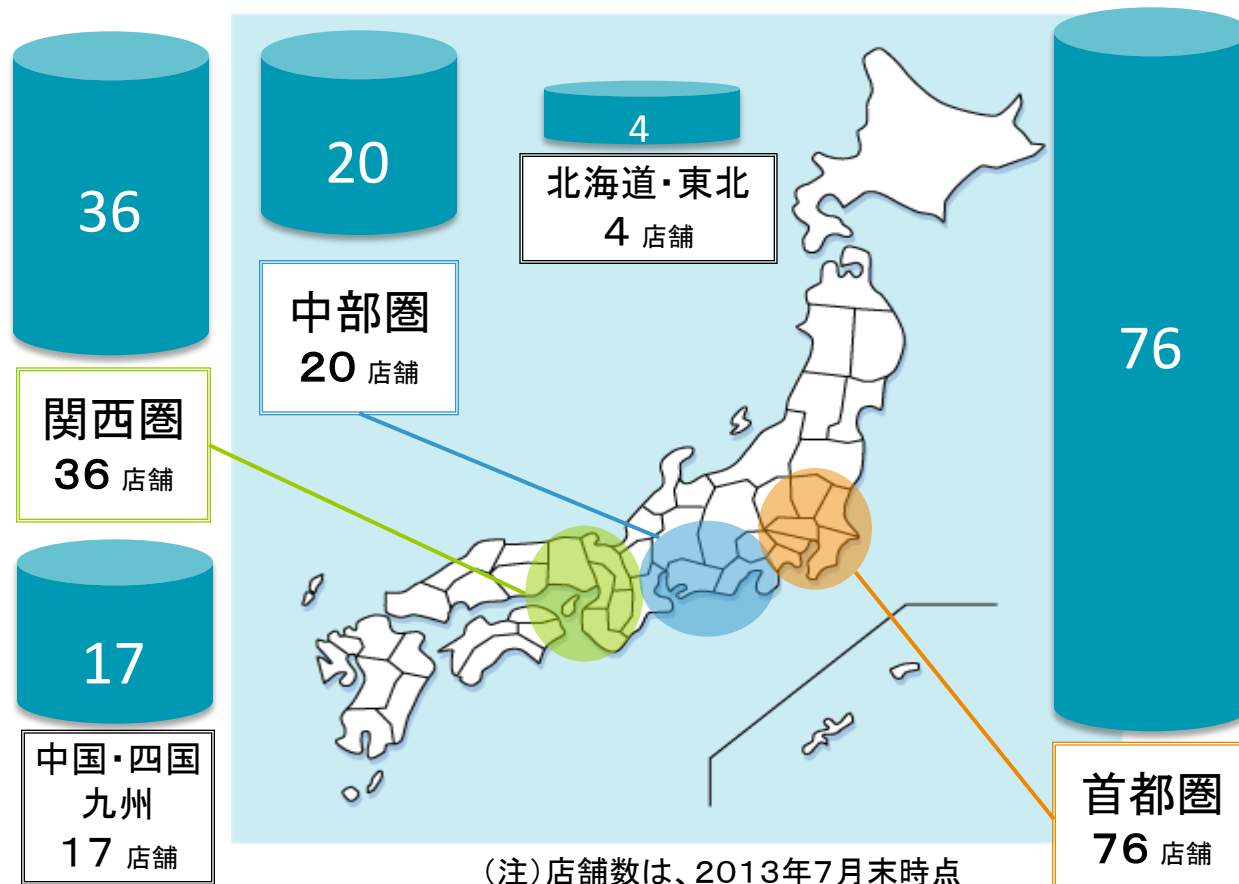 36
20
4
76
北海道・東北
4 店舗
中部圏
20 店舗
関西圏
36 店舗
17
中国・四国
九州
17 店舗
首都圏
76 店舗
(注)店舗数は、2013年7月末時点